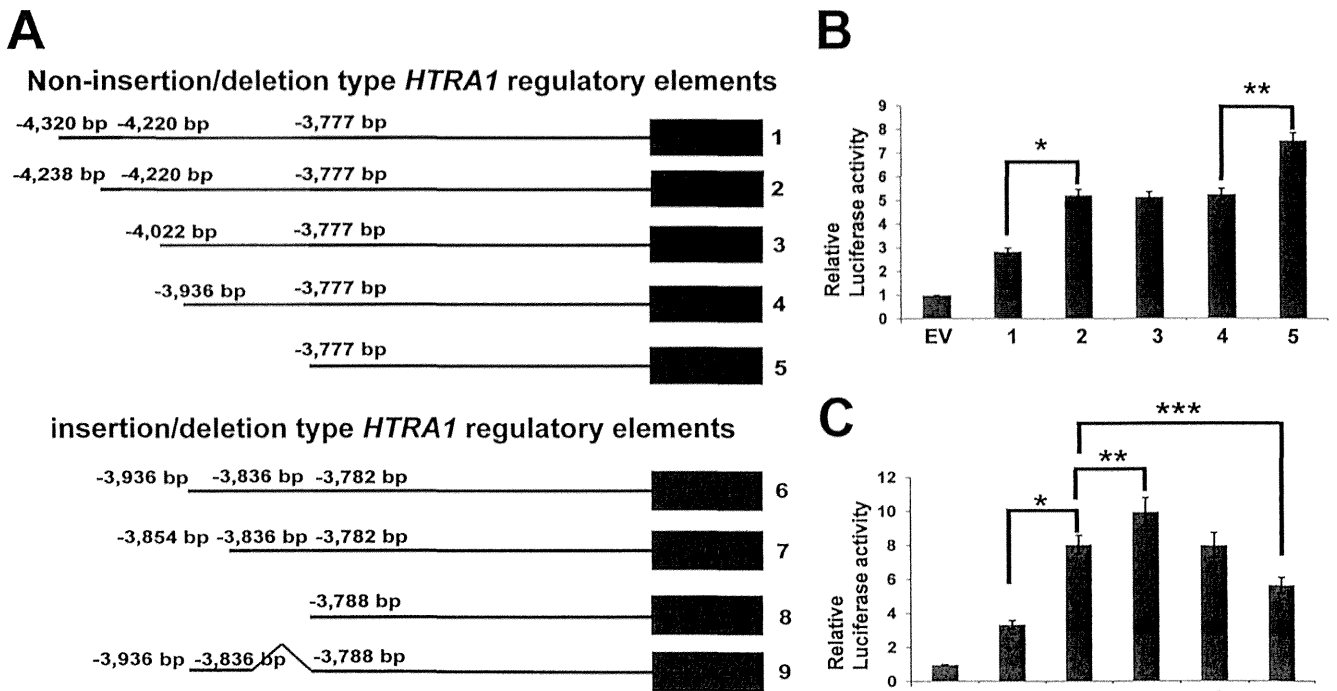 A
Non-insertion/deletion type HTRA1 regulatory elements
-4,320 bp -4,220 bp -3,777 bp 1
-4,238 bp -4,220 bp -3,777 bp 2
-4,022 bp -3,777 bp 3
-3,936 bp -3,777 bp 4
-3,777 bp 5
insertion/deletion type HTRA1 regulatory elements
-3,936 bp -3,836 bp -3,782 bp 6
-3,854 bp -3,836 bp -3,782 bp 7
-3,788 bp 8
-3,936 bp -3,836 bp -3,788 bp 9
B
Relative
Luciferase activity
9
8
7
6
5
4
3
2
1
0
*
**
EV 1 2 3 4 5
C
Relative
Luciferase activity
12
10
8
6
4
2
0
*
**
***